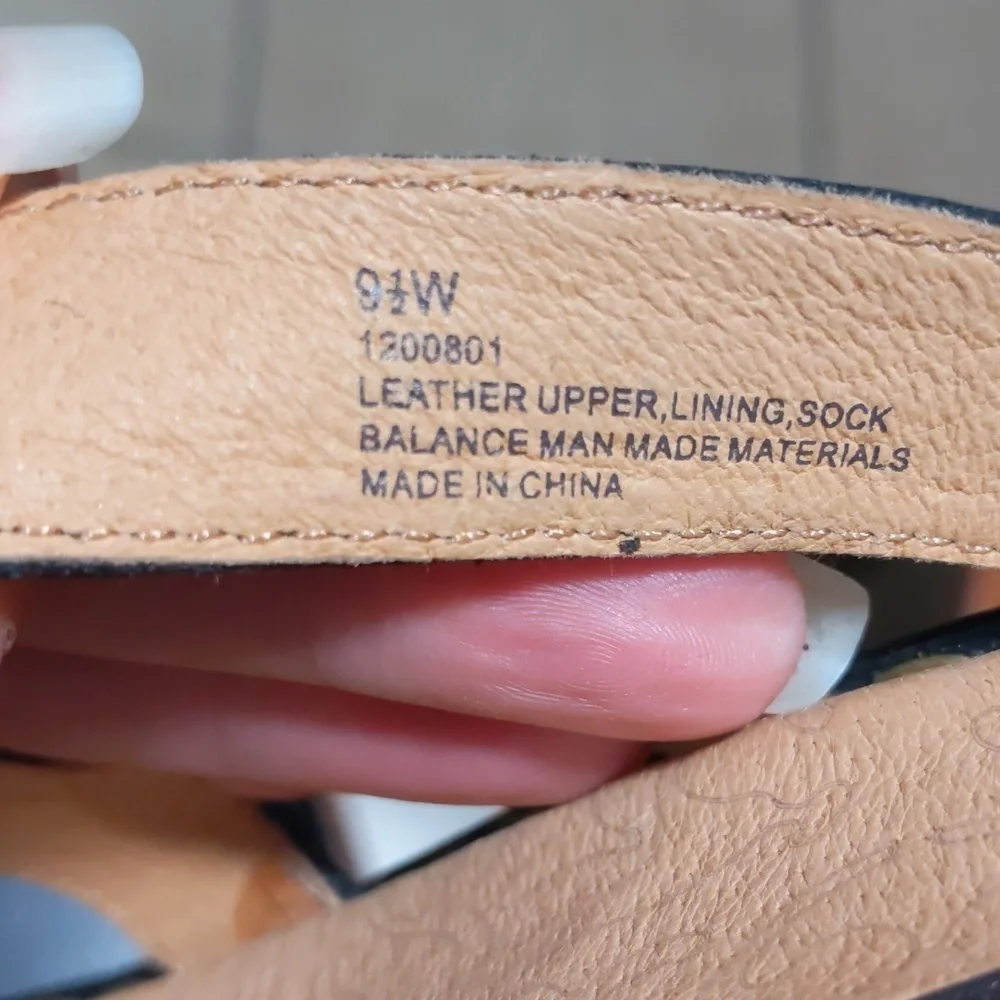 9½W
1200801
LEATHER UPPER,LINING,SOCK
BALANCE MAN MADE MATERIALS
MADE IN CHINA